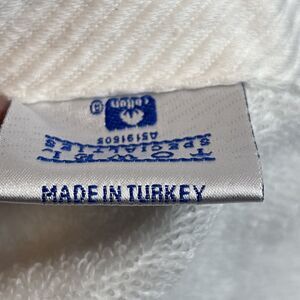 TOWEL
SPECIALTIES
cotton ®
MADE IN TURKEY